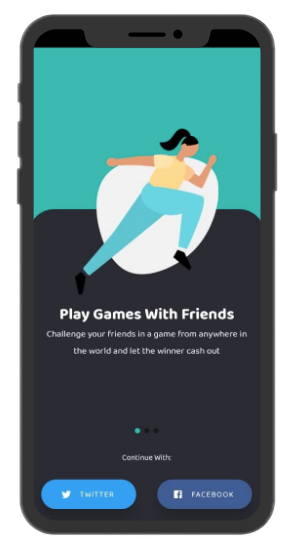 Play Games With Friends
Challenge your friends in a game from anywhere in
the world and let the winner cash out
Continue With:
TWITTER
FACEBOOK